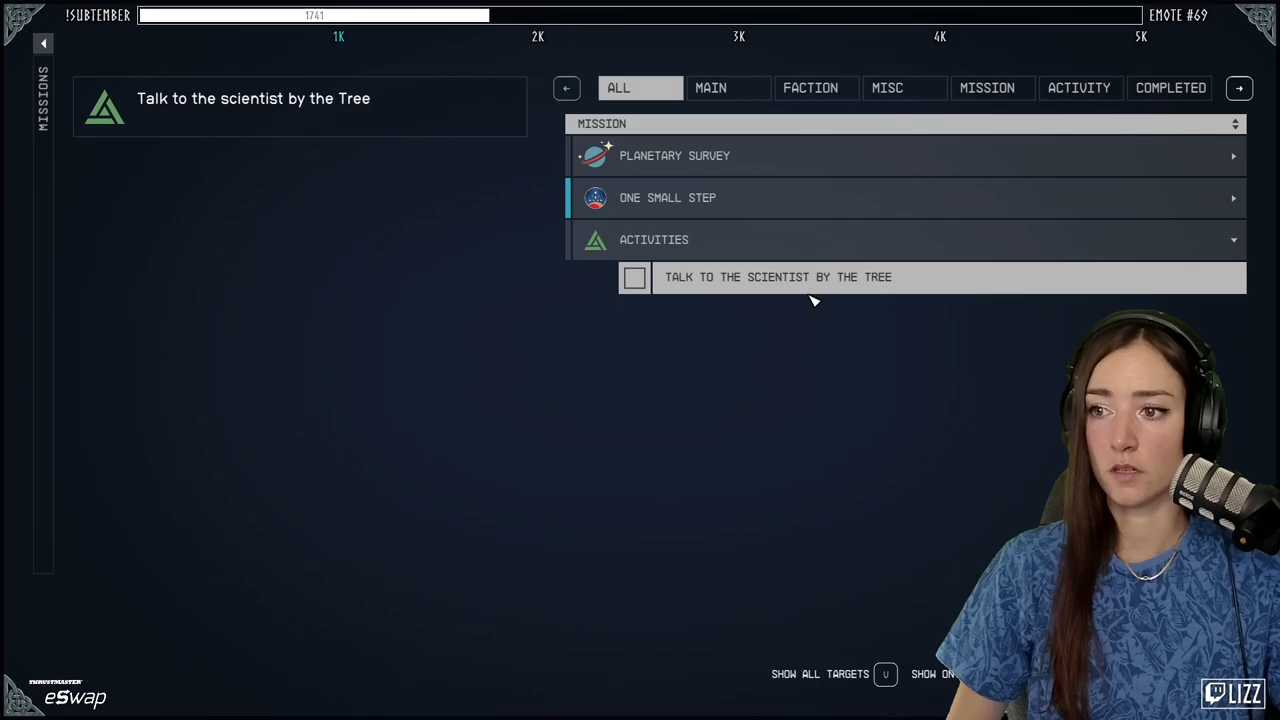 !SUBTEMBER
1741
EMOTE #69
1K
2K
3K
4K
5K
MISSIONS
Talk to the scientist by the Tree
ALL
MAIN
FACTION
MISC
MISSION
ACTIVITY
COMPLETED
MISSION
PLANETARY SURVEY
ONE SMALL STEP
ACTIVITIES
TALK TO THE SCIENTIST BY THE TREE
SHOW ALL TARGETS U
SHOW ON
THRUSTMASTER
eSwap
LIZZ